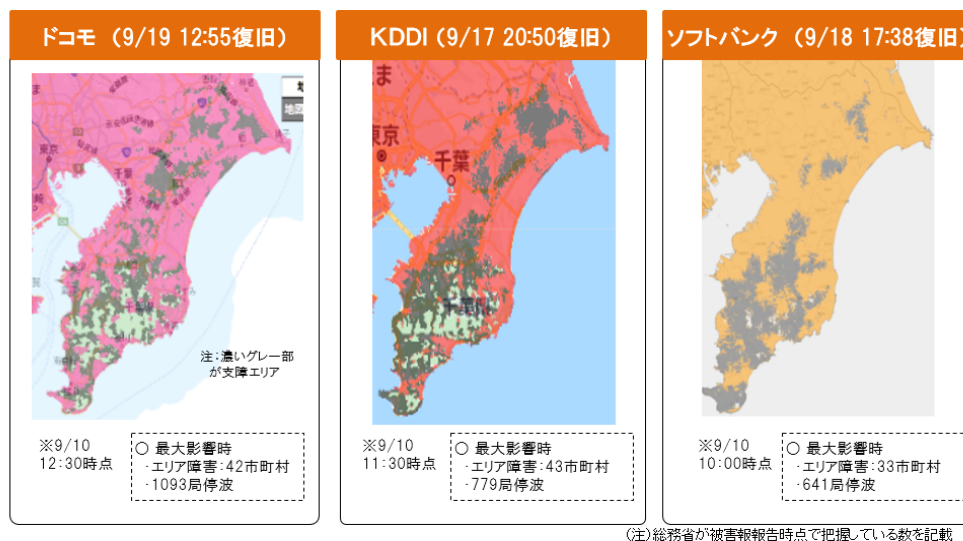 ドコモ (9/19 12:55復旧)
東京
千葉
注:濃いグレー部
が支障エリア
※9/10
12:30時点
○ 最大影響時
・エリア障害:42市町村
・1093局停波
KDDI(9/17 20:50復旧)
東京
千葉
※9/10
11:30時点
○ 最大影響時
・エリア障害:43市町村
・779局停波
ソフトバンク (9/18 17:38復旧)
※9/10
10:00時点
○ 最大影響時
・エリア障害:33市町村
・641局停波
(注)総務省が被害報報告時点で把握している数を記載